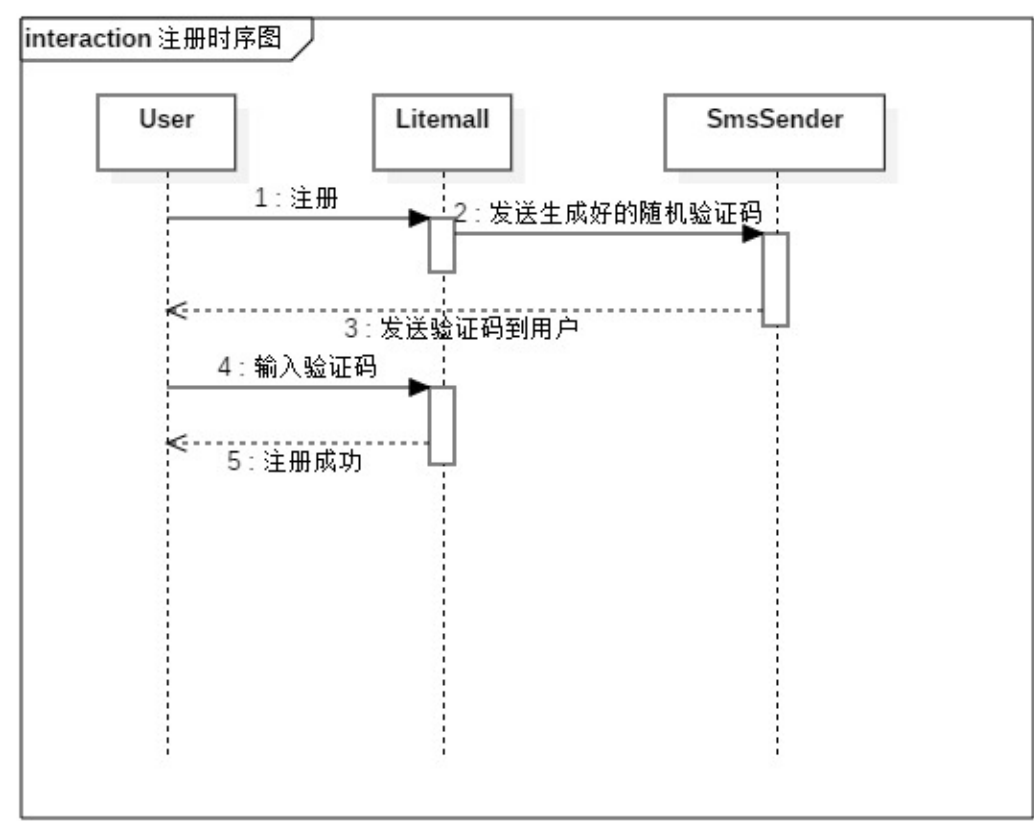 interaction 注册时序图
User
Litemall
SmsSender
1 : 注册
2 : 发送生成好的随机验证码
3 : 发送验证码到用户
4 : 输入验证码
5 : 注册成功